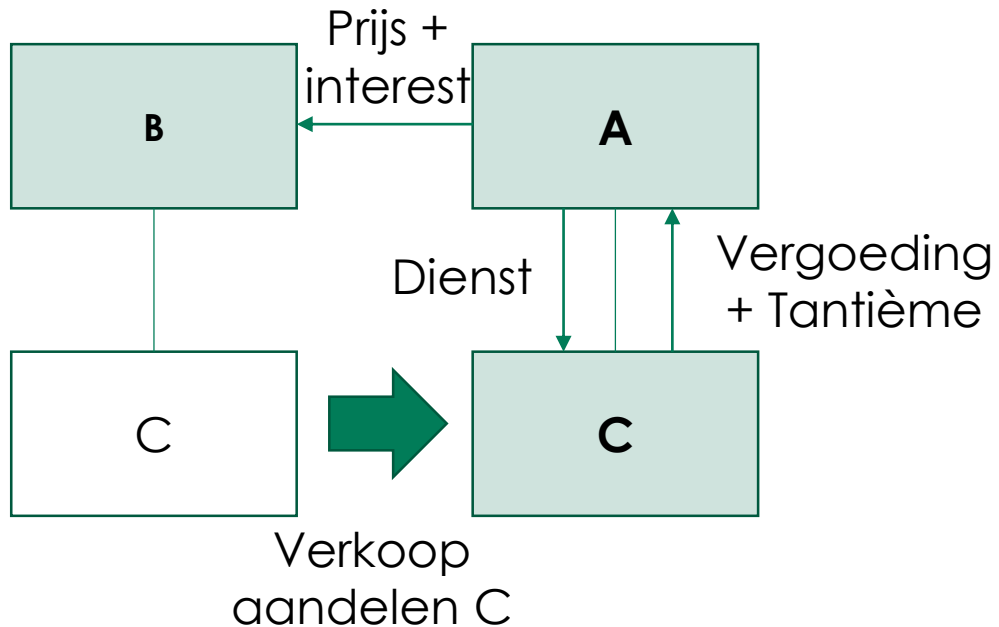 Prijs +
interest
B
A
Dienst
Vergoeding
+ Tantième
C
C
Verkoop
aandelen C